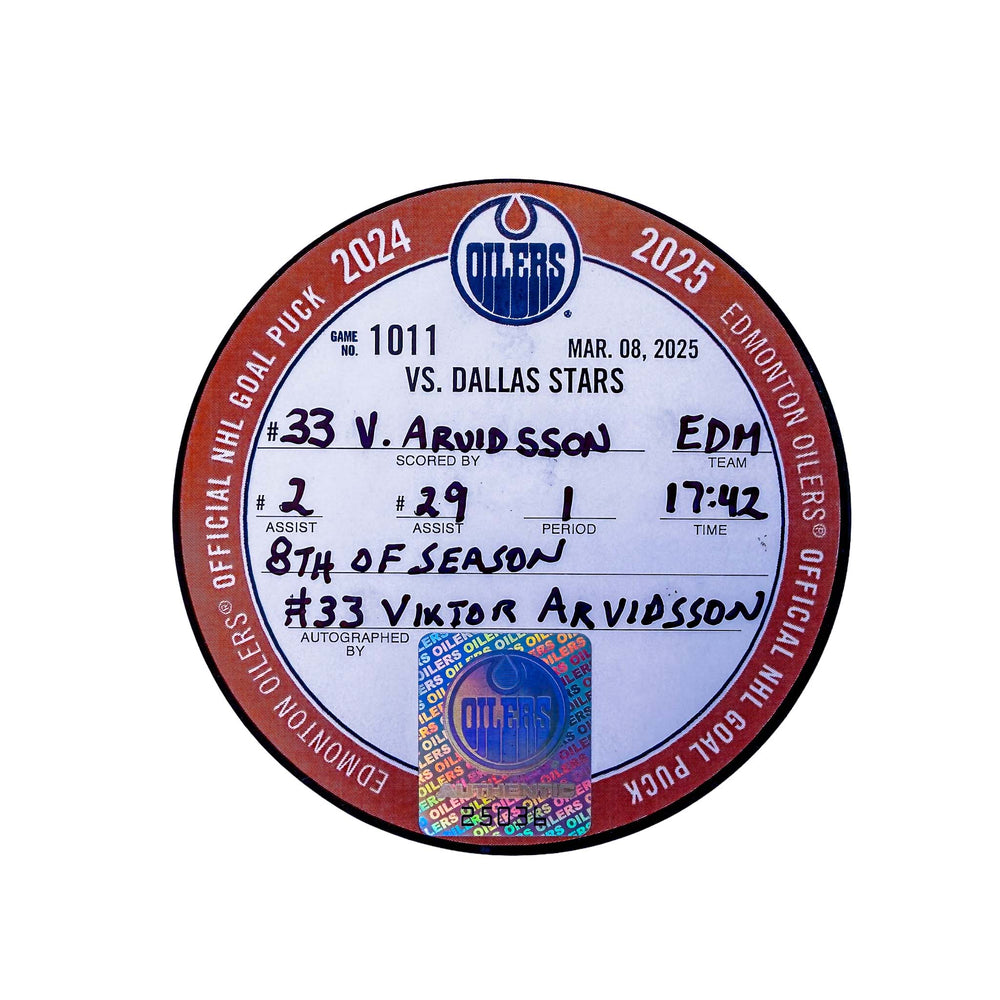 2024 2025
OILERS
GAME NO. 1011 MAR. 08, 2025
VS. DALLAS STARS
#33 V. ARVIDSSON EDM
SCORED BY TEAM
# 2 # 29 1 17:42
ASSIST ASSIST PERIOD TIME
8TH OF SEASON
#33 VIKTOR ARVIDSSON
AUTOGRAPHED BY
OILERS
AUTHENTIC
25036
EDMONTON OILERS® OFFICIAL NHL GOAL PUCK
EDMONTON OILERS® OFFICIAL NHL GOAL PUCK